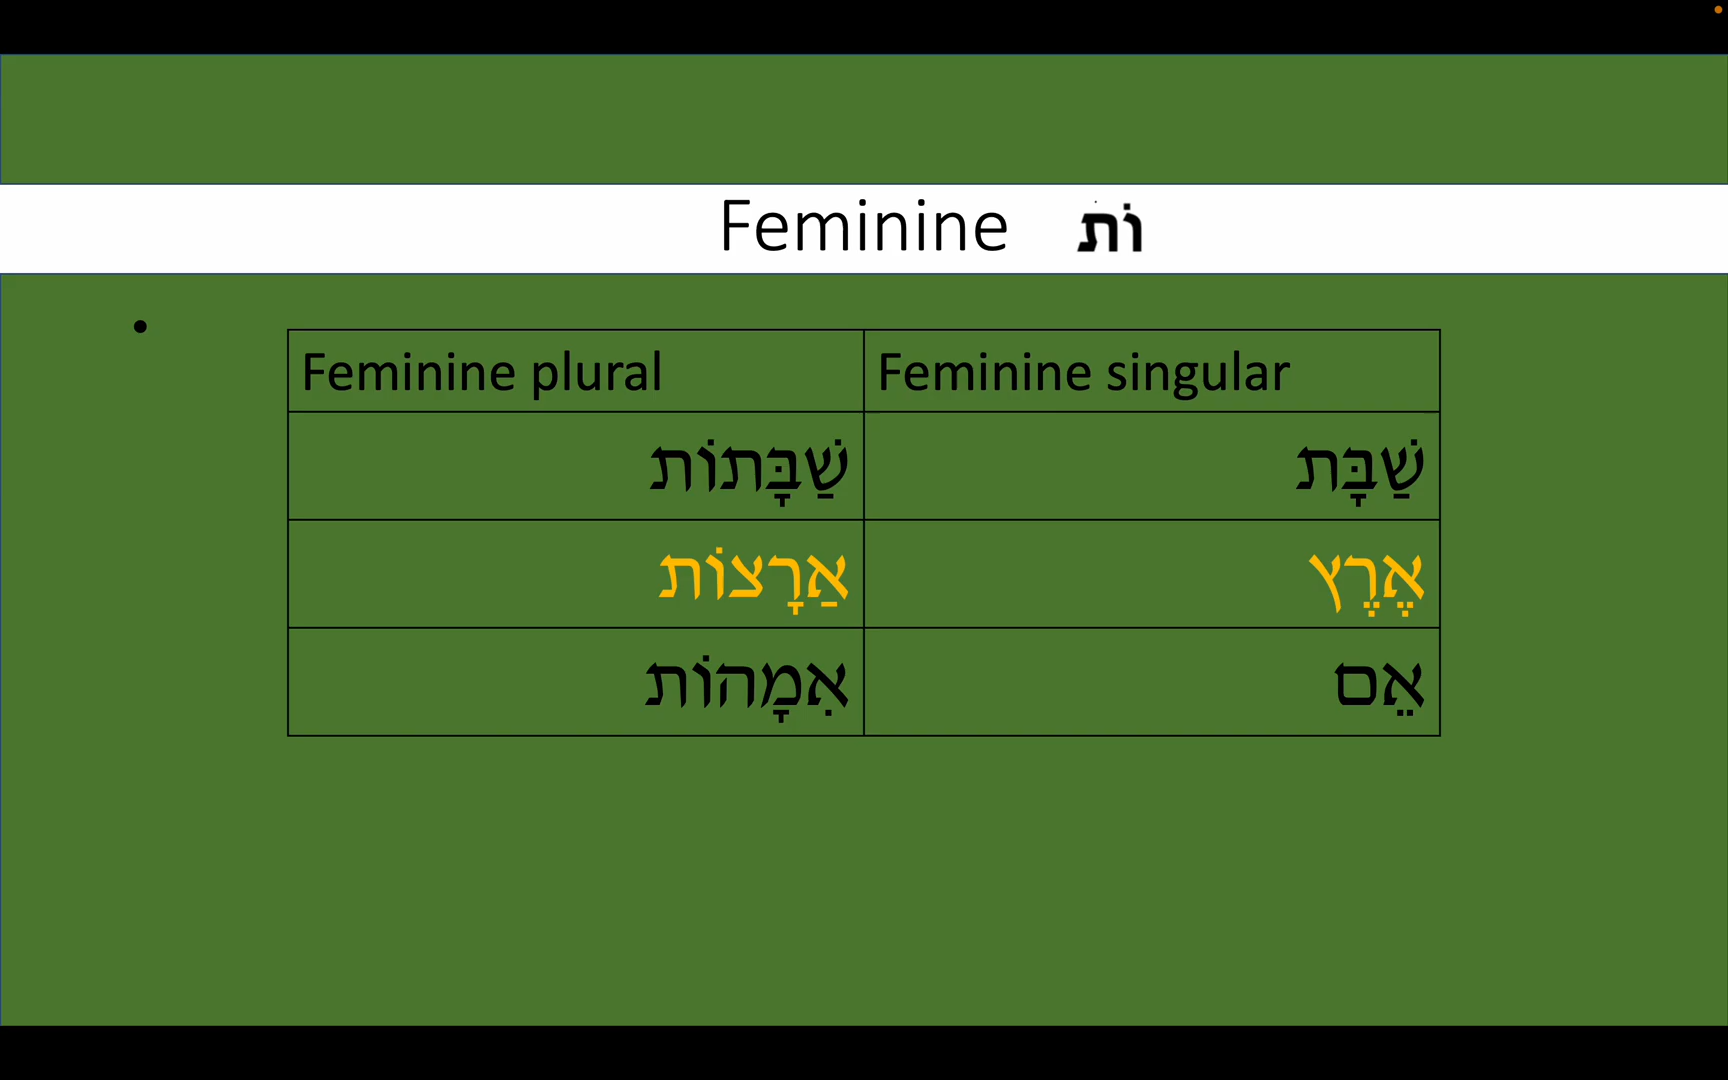 Feminine וֹת
•
Feminine plural Feminine singular
שַׁבָּתוֹת שַׁבָּת
אַרָצוֹת אֶרֶץ
אִמָהוֹת אֵם